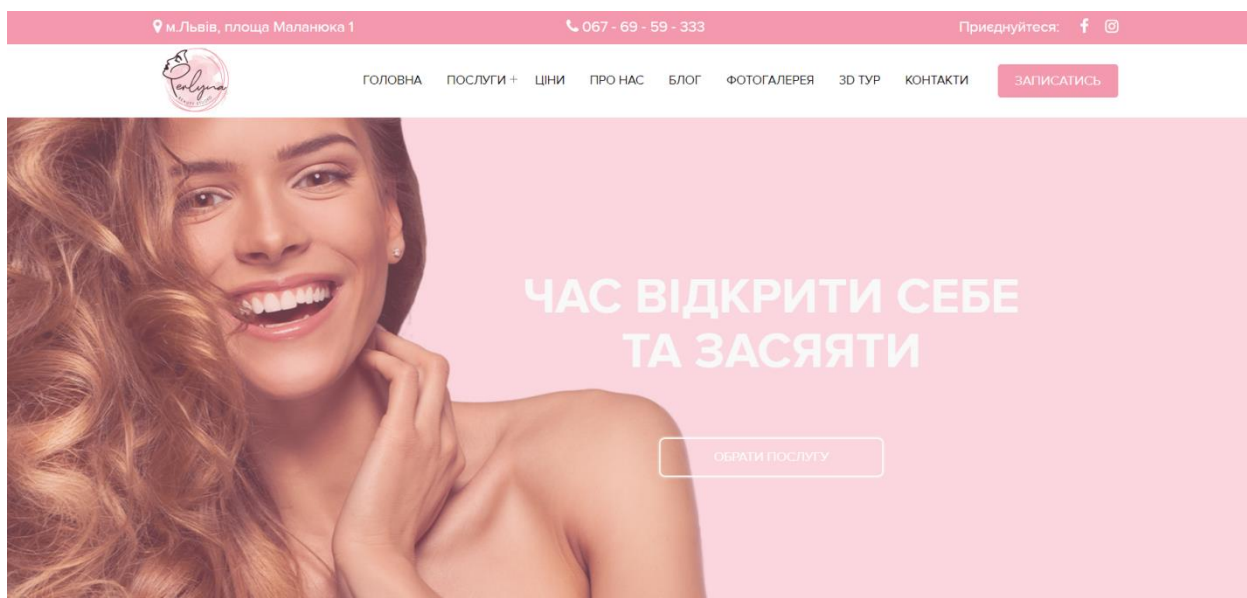 м.Львів, площа Маланюка 1
067 - 69 - 59 - 333
Приєднуйтеся:
Perlyna
ГОЛОВНА ПОСЛУГИ + ЦІНИ ПРО НАС БЛОГ ФОТОГАЛЕРЕЯ 3D ТУР КОНТАКТИ ЗАПИСАТИСЬ
ЧАС ВІДКРИТИ СЕБЕ
ТА ЗАСЯЯТИ
ОБРАТИ ПОСЛУГУ